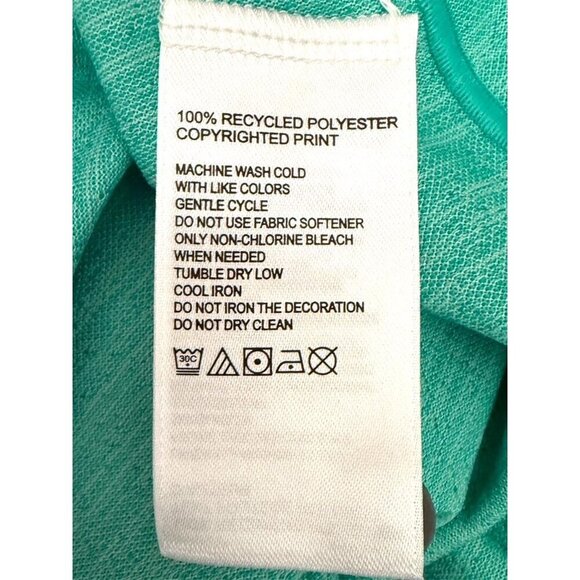 100% RECYCLED POLYESTER
COPYRIGHTED PRINT
MACHINE WASH COLD
WITH LIKE COLORS
GENTLE CYCLE
DO NOT USE FABRIC SOFTENER
ONLY NON-CHLORINE BLEACH
WHEN NEEDED
TUMBLE DRY LOW
COOL IRON
DO NOT IRON THE DECORATION
DO NOT DRY CLEAN
30C